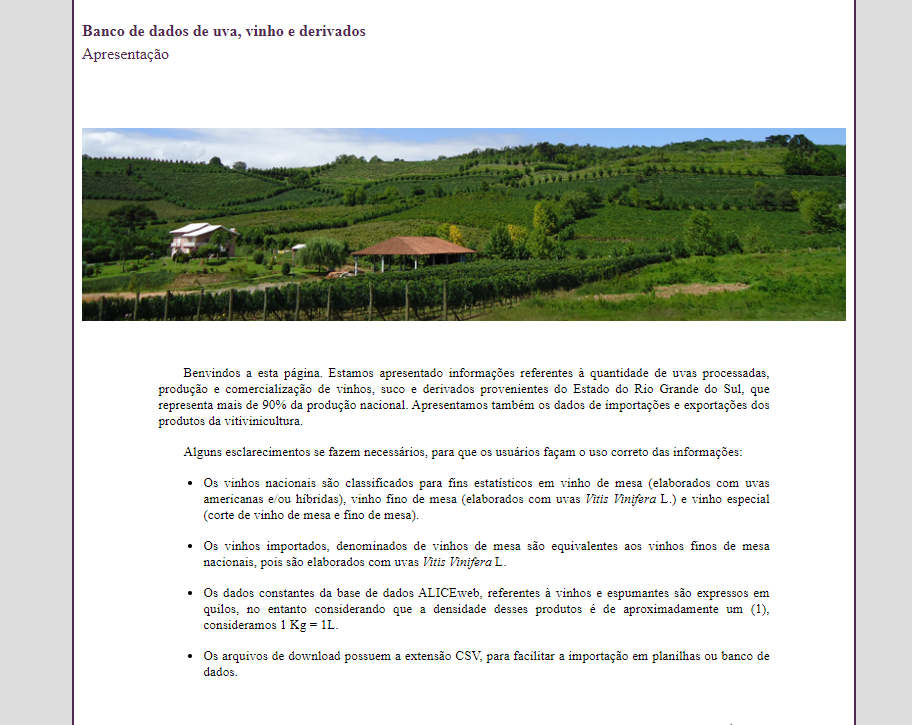 Banco de dados de uva, vinho e derivados
Apresentação
Benvindos a esta página. Estamos apresentado informações referentes à quantidade de uvas processadas,
produção e comercialização de vinhos, suco e derivados provenientes do Estado do Rio Grande do Sul, que
representa mais de 90% da produção nacional. Apresentamos também os dados de importações e exportações dos
produtos da vitivinicultura.
Alguns esclarecimentos se fazem necessários, para que os usuários façam o uso correto das informações:
• Os vinhos nacionais são classificados para fins estatísticos em vinho de mesa (elaborados com uvas
americanas e/ou híbridas), vinho fino de mesa (elaborados com uvas Vitis Vinifera L.) e vinho especial
(corte de vinho de mesa e fino de mesa).
• Os vinhos importados, denominados de vinhos de mesa são equivalentes aos vinhos finos de mesa
nacionais, pois são elaborados com uvas Vitis Vinifera L.
• Os dados constantes da base de dados ALICEweb, referentes à vinhos e espumantes são expressos em
quilos, no entanto considerando que a densidade desses produtos é de aproximadamente um (1),
consideramos 1 Kg = 1L.
• Os arquivos de download possuem a extensão CSV, para facilitar a importação em planilhas ou banco de
dados.